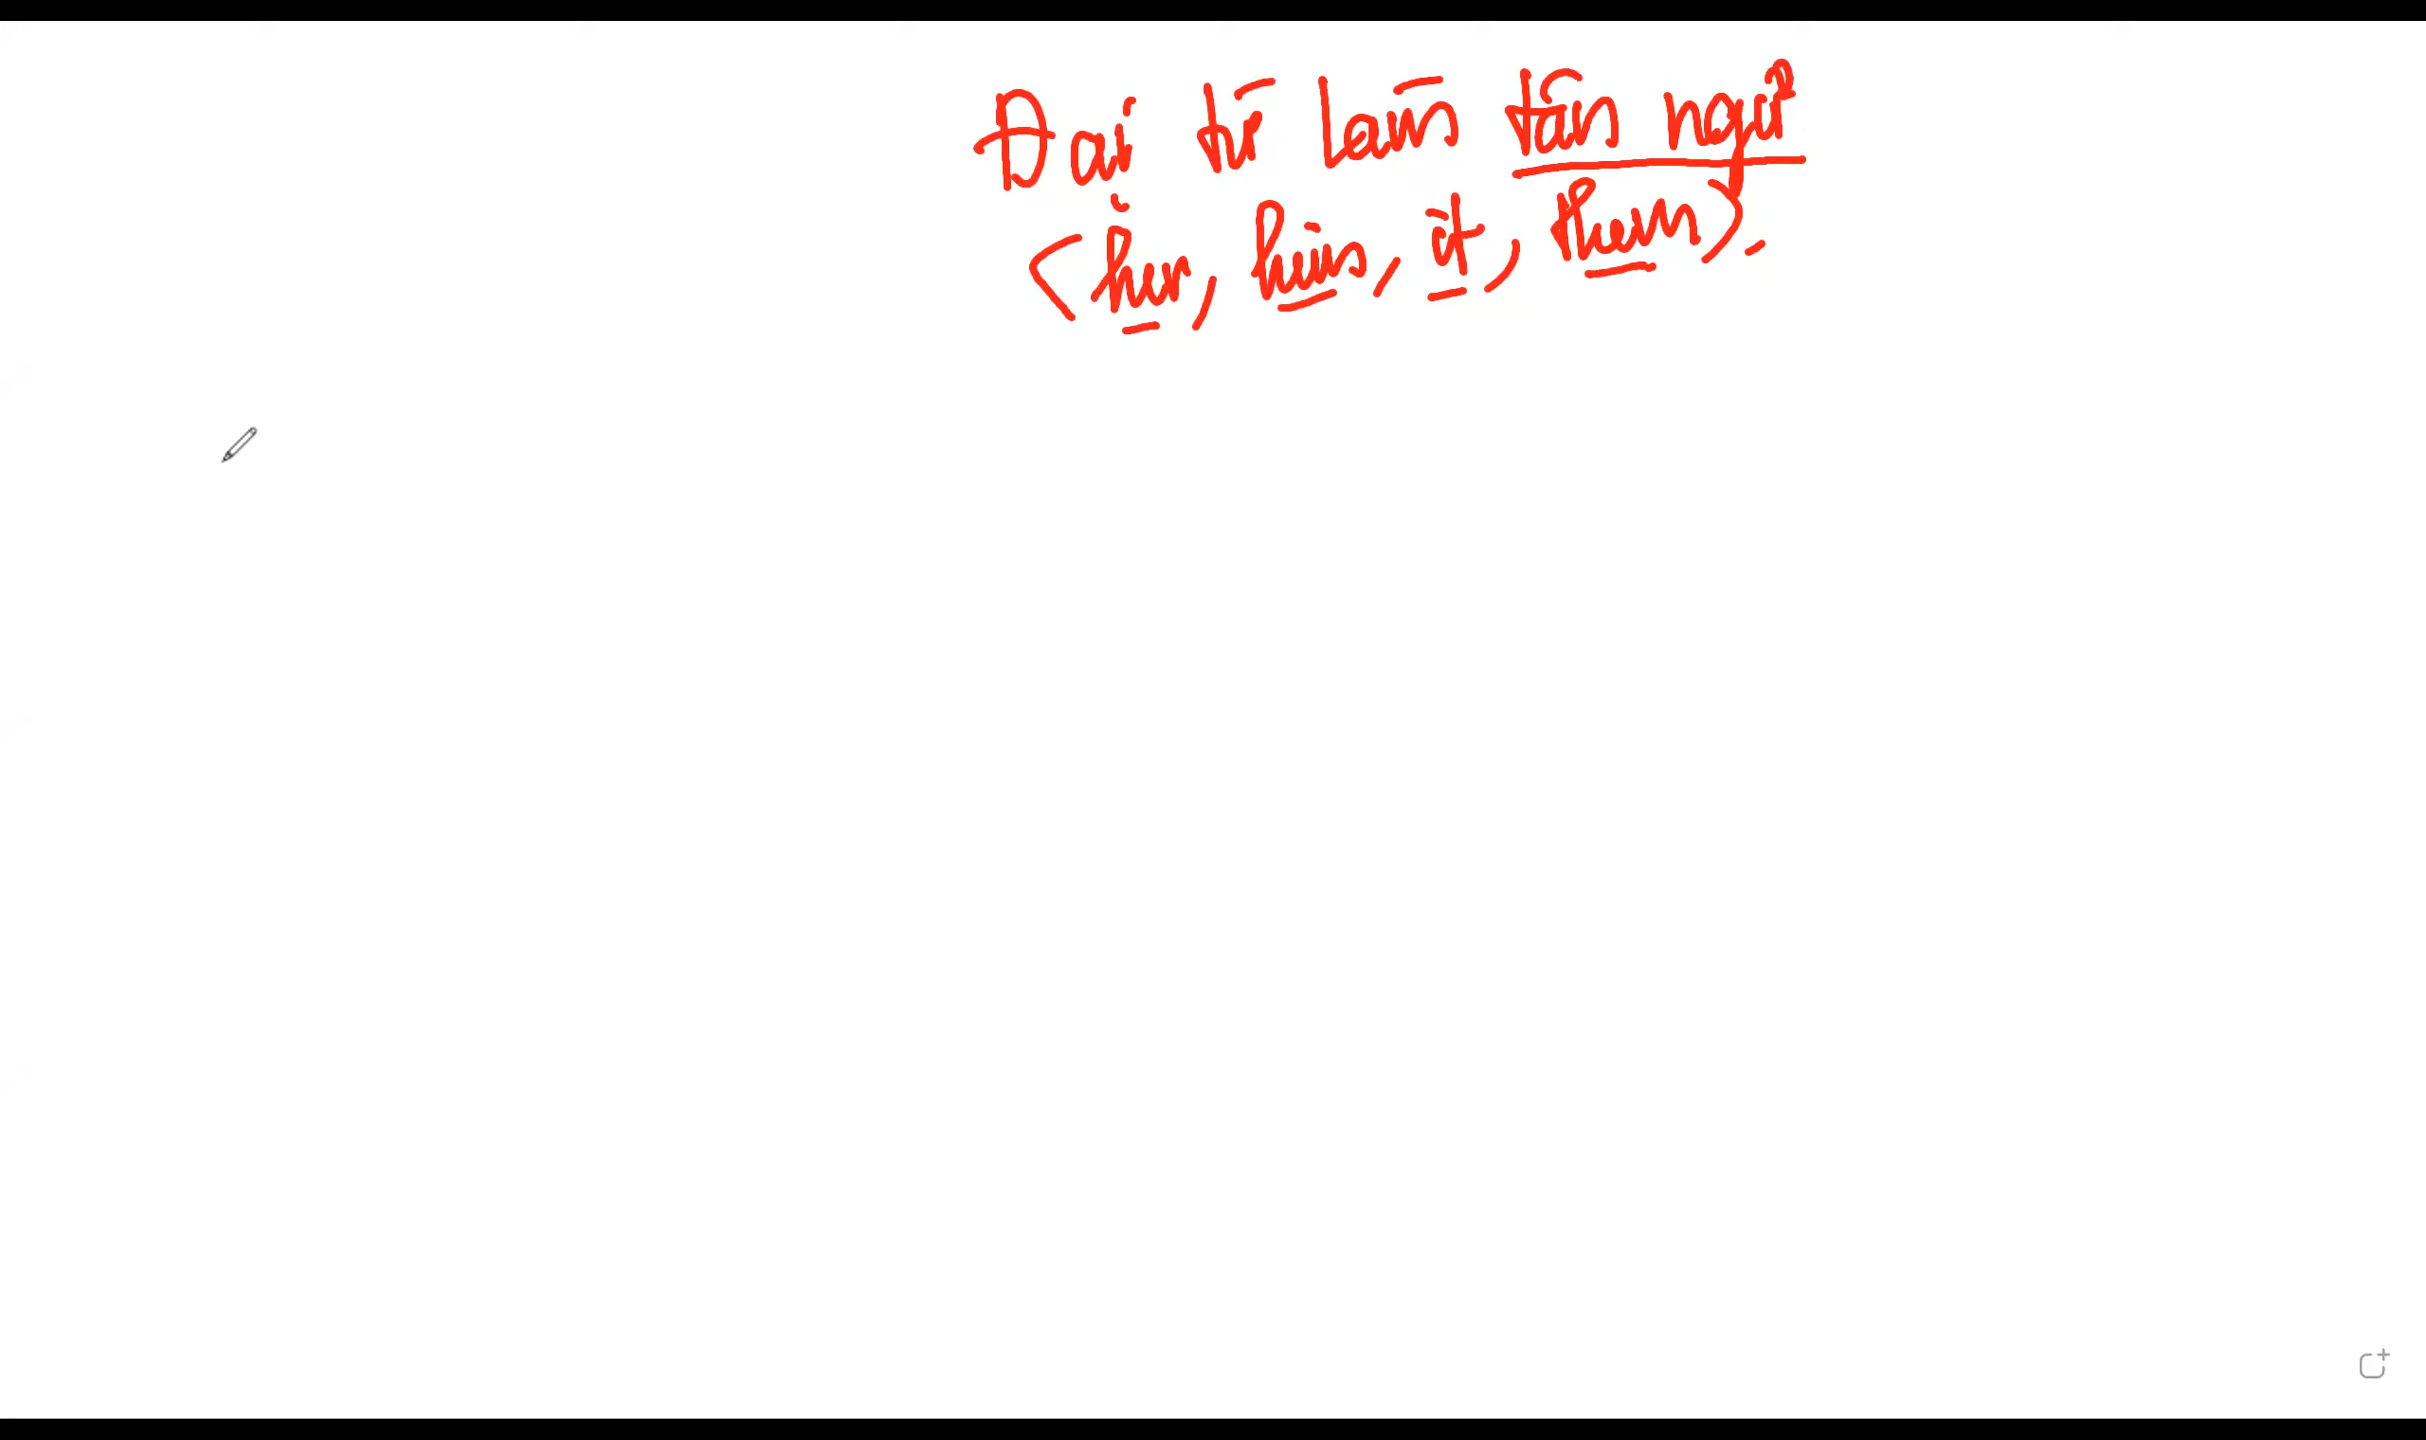 Đại từ làm tân ngữ
(her, him, it, them).